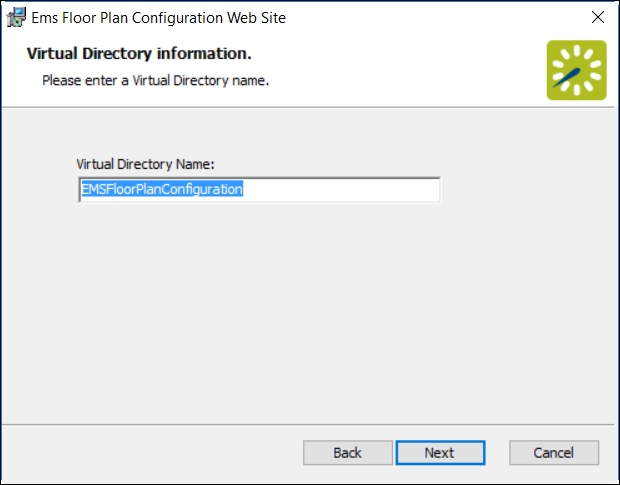 Ems Floor Plan Configuration Web Site
Virtual Directory information.
Please enter a Virtual Directory name.
Virtual Directory Name:
EMSFloorPlanConfiguration
Back Next Cancel